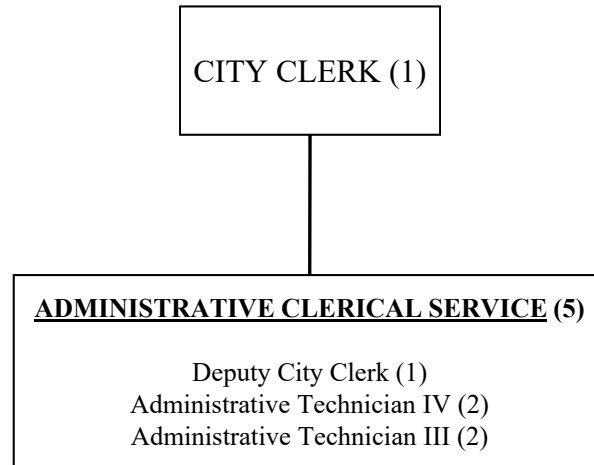 CITY CLERK (1)
ADMINISTRATIVE CLERICAL SERVICE (5)
Deputy City Clerk (1)
Administrative Technician IV (2)
Administrative Technician III (2)